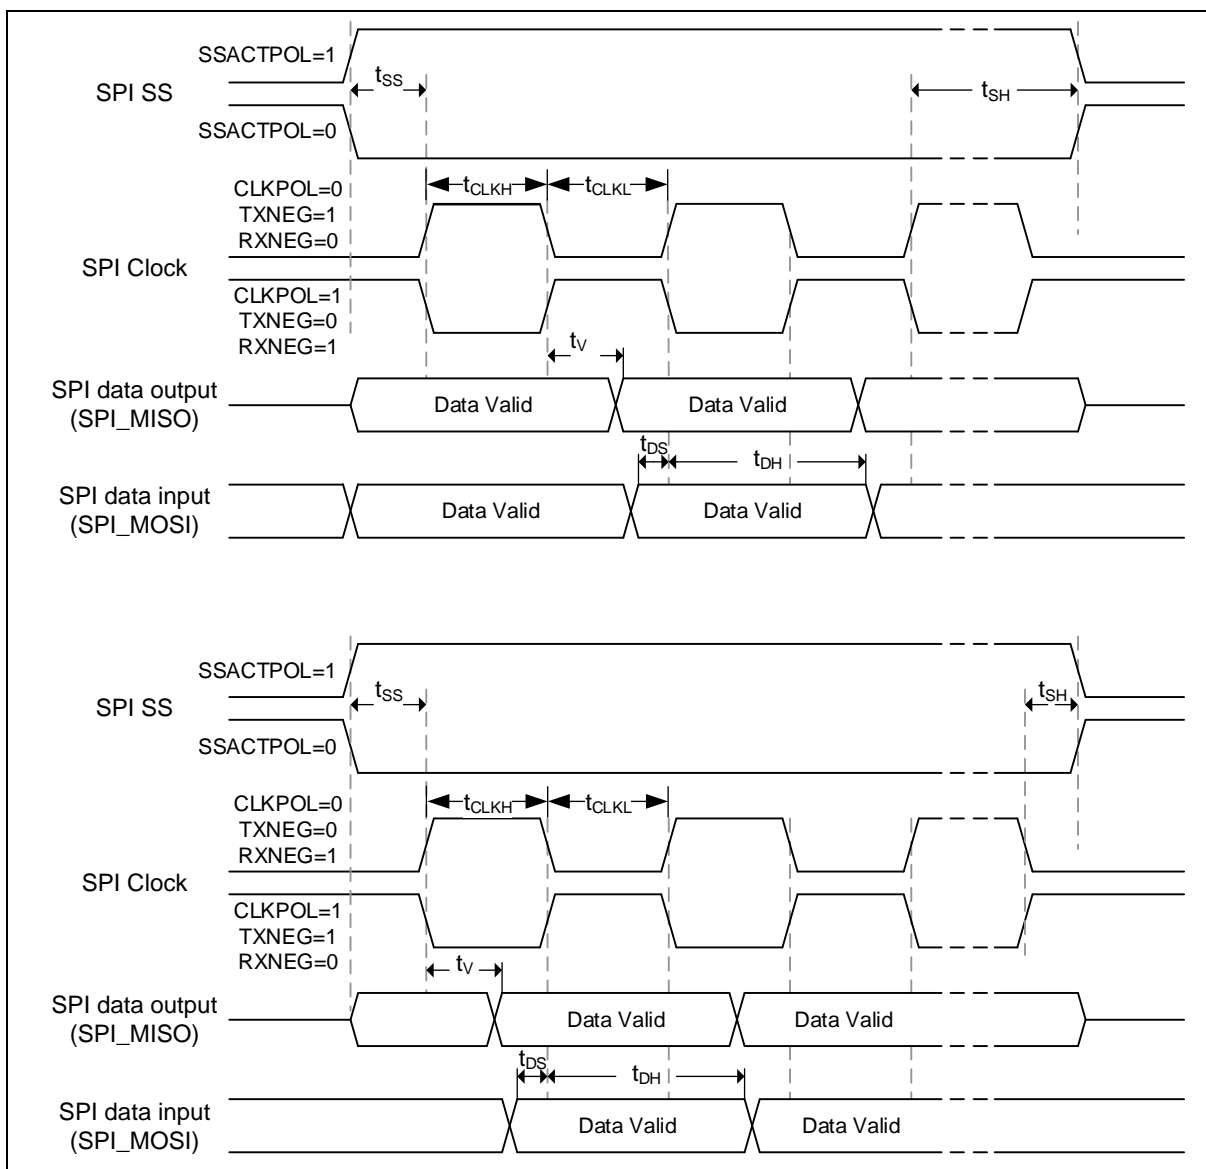 SSACTPOL=1
tSS
SPI SS
tSH
SSACTPOL=0
CLKPOL=0
TXNEG=1
RXNEG=0
tCLKH
tCLKL
SPI Clock
CLKPOL=1
TXNEG=0
RXNEG=1
tV
SPI data output
(SPI_MISO)
Data Valid
Data Valid
tDS
tDH
SPI data input
(SPI_MOSI)
Data Valid
Data Valid
SSACTPOL=1
tSS
SPI SS
tSH
SSACTPOL=0
CLKPOL=0
TXNEG=0
RXNEG=1
tCLKH
tCLKL
SPI Clock
CLKPOL=1
TXNEG=1
RXNEG=0
tV
SPI data output
(SPI_MISO)
Data Valid
Data Valid
tDS
tDH
SPI data input
(SPI_MOSI)
Data Valid
Data Valid